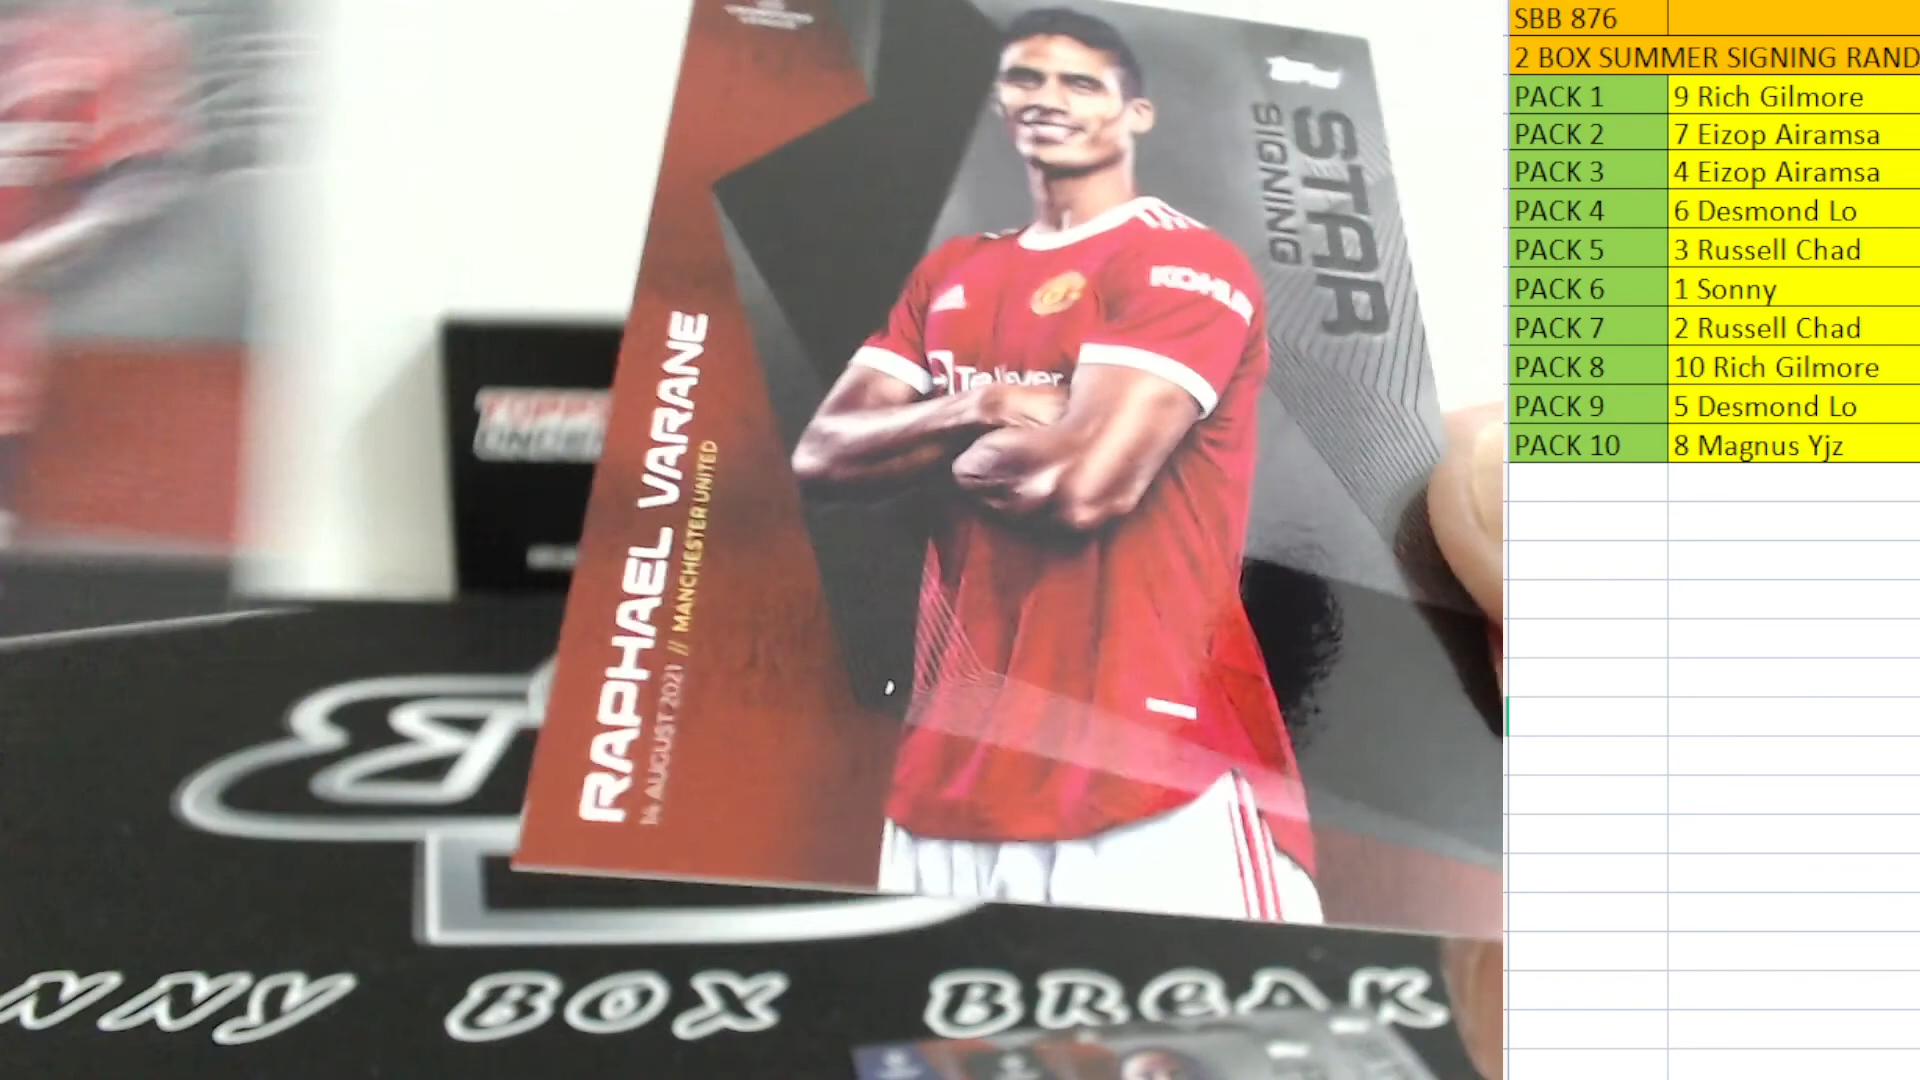 SBB 876
2 BOX SUMMER SIGNING RAND
PACK 1 9 Rich Gilmore
PACK 2 7 Eizop Airamsa
PACK 3 4 Eizop Airamsa
PACK 4 6 Desmond Lo
PACK 5 3 Russell Chad
PACK 6 1 Sonny
PACK 7 2 Russell Chad
PACK 8 10 Rich Gilmore
PACK 9 5 Desmond Lo
PACK 10 8 Magnus Yjz
Topps
STAR
SIGNING
KOHLE
TeamViewer
RAPHAEL VARANE
14 AUGUST 2021 // MANCHESTER UNITED
NNY BOX BREAK